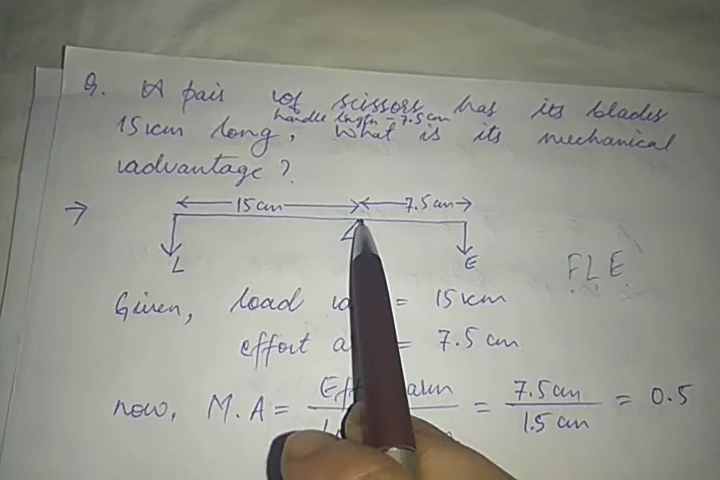 Q. A pair of scissors has its blades
handle length - 7.5 cm
15 cm long, What is its mechanical
advantage?
→ 15 cm 7.5 cm
L E
F L E
Given, load = 15 cm
effort = 7.5 cm
now, M.A = = 7.5 cm / 1.5 cm = 0.5